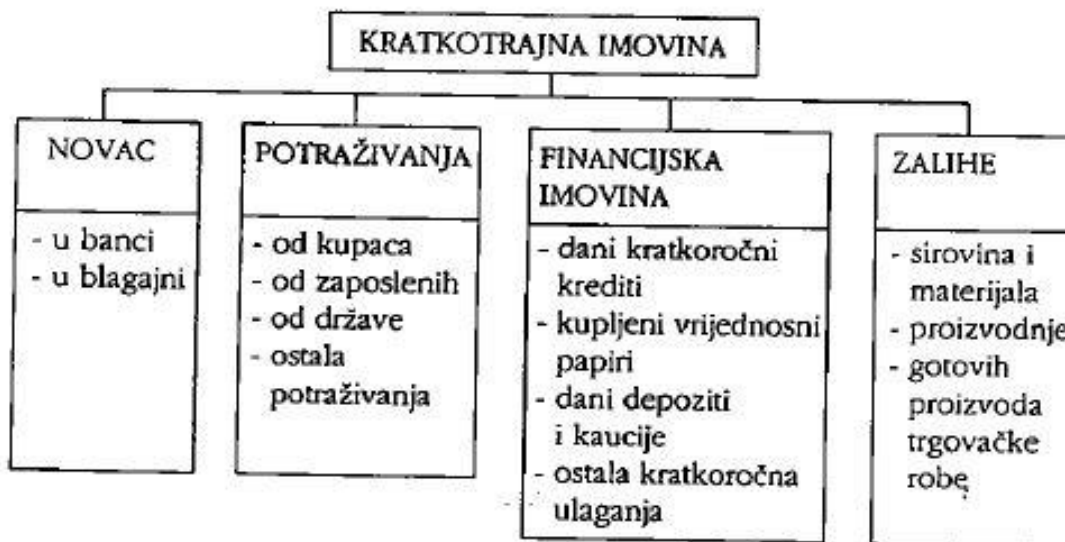 KRATKOTRAJNA IMOVINA
NOVAC
- u banci
- u blagajni
POTRAŽIVANJA
- od kupaca
- od zaposlenih
- od države
- ostala
potraživanja
FINANCIJSKA
IMOVINA
- dani kratkoročni
krediti
- kupljeni vrijednosni
papiri
- dani depoziti
i kaucije
- ostala kratkoročna
ulaganja
ZALIHE
- sirovina i
materijala
- proizvodnje
- gotovih
proizvoda
trgovačke
robe